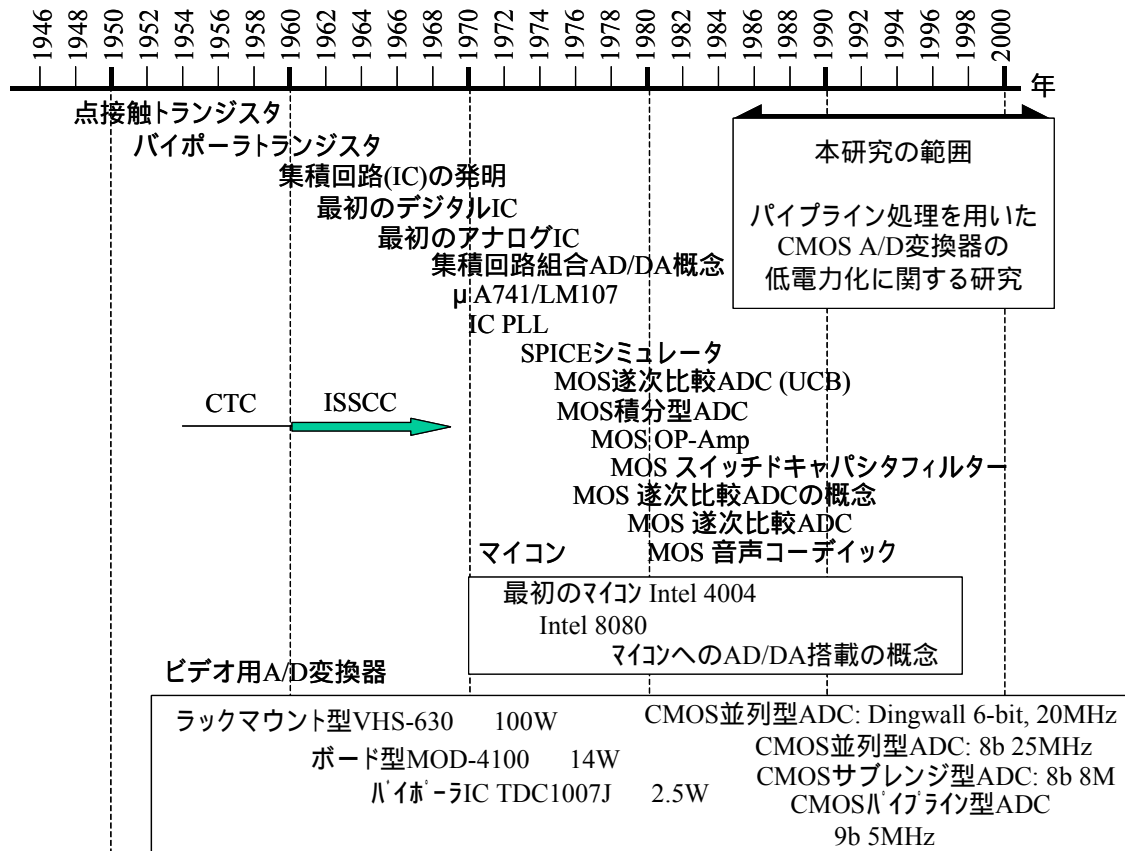 1946 1948 1950 1952 1954 1956 1958 1960 1962 1964 1966 1968 1970 1972 1974 1976 1978 1980 1982 1984 1986 1988 1990 1992 1994 1996 1998 2000
年
点接触トランジスタ
バイポーラトランジスタ
集積回路(IC)の発明
最初のデジタルIC
最初のアナログIC
集積回路組合AD/DA概念
μA741/LM107
IC PLL
SPICEシミュレータ
MOS遂次比較ADC (UCB)
MOS積分型ADC
MOS OP-Amp
MOS スイッチドキャパシタフィルター
MOS 遂次比較ADCの概念
MOS 遂次比較ADC
MOS 音声コーデイック
本研究の範囲
パイプライン処理を用いた
CMOS A/D変換器の
低電力化に関する研究
CTC
ISSCC
マイコン
最初のマイコン Intel 4004
Intel 8080
マイコンへのAD/DA搭載の概念
ビデオ用A/D変換器
ラックマウント型VHS-630 100W
ボード型MOD-4100 14W
バイポーラIC TDC1007J 2.5W
CMOS並列型ADC: Dingwall 6-bit, 20MHz
CMOS並列型ADC: 8b 25MHz
CMOSサブレンジ型ADC: 8b 8M
CMOSパイプライン型ADC
9b 5MHz